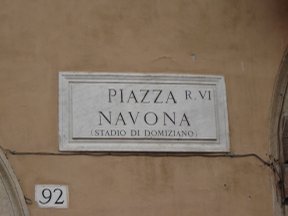 PIAZZA R. VI
NAVONA
(STADIO DI DOMIZIANO)
92